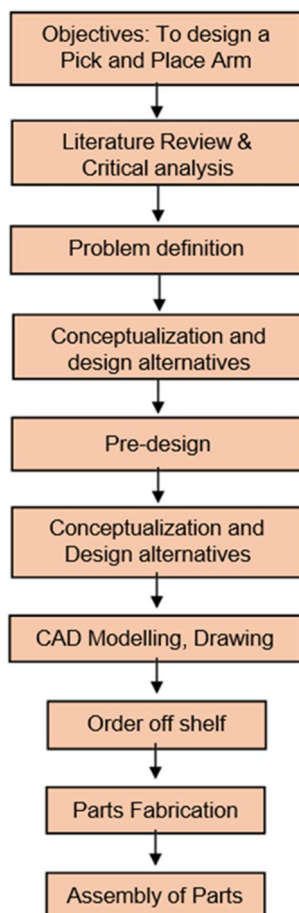 Objectives: To design a
Pick and Place Arm
Literature Review &
Critical analysis
Problem definition
Conceptualization and
design alternatives
Pre-design
Conceptualization and
Design alternatives
CAD Modelling, Drawing
Order off shelf
Parts Fabrication
Assembly of Parts